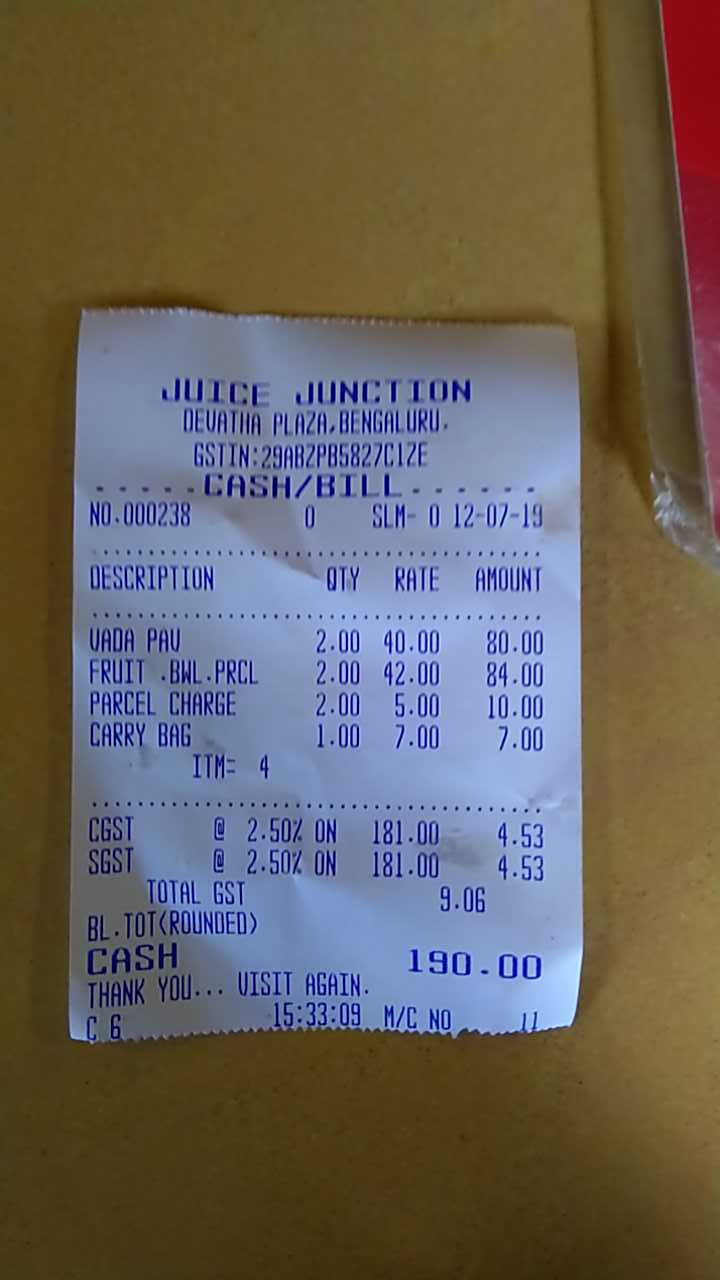 JUICE JUNCTION
DEVATHA PLAZA,BENGALURU.
GSTIN:29ABZPB5827C1ZE
-----CASH/BILL------
NO.000238 0 SLM- 0 12-07-19
DESCRIPTION QTY RATE AMOUNT
VADA PAV 2.00 40.00 80.00
FRUIT .BWL.PRCL 2.00 42.00 84.00
PARCEL CHARGE 2.00 5.00 10.00
CARRY BAG 1.00 7.00 7.00
ITM= 4
CGST @ 2.50% ON 181.00 4.53
SGST @ 2.50% ON 181.00 4.53
TOTAL GST 9.06
BL.TOT(ROUNDED)
CASH 190.00
THANK YOU... VISIT AGAIN.
C 6 15:33:09 M/C NO 11